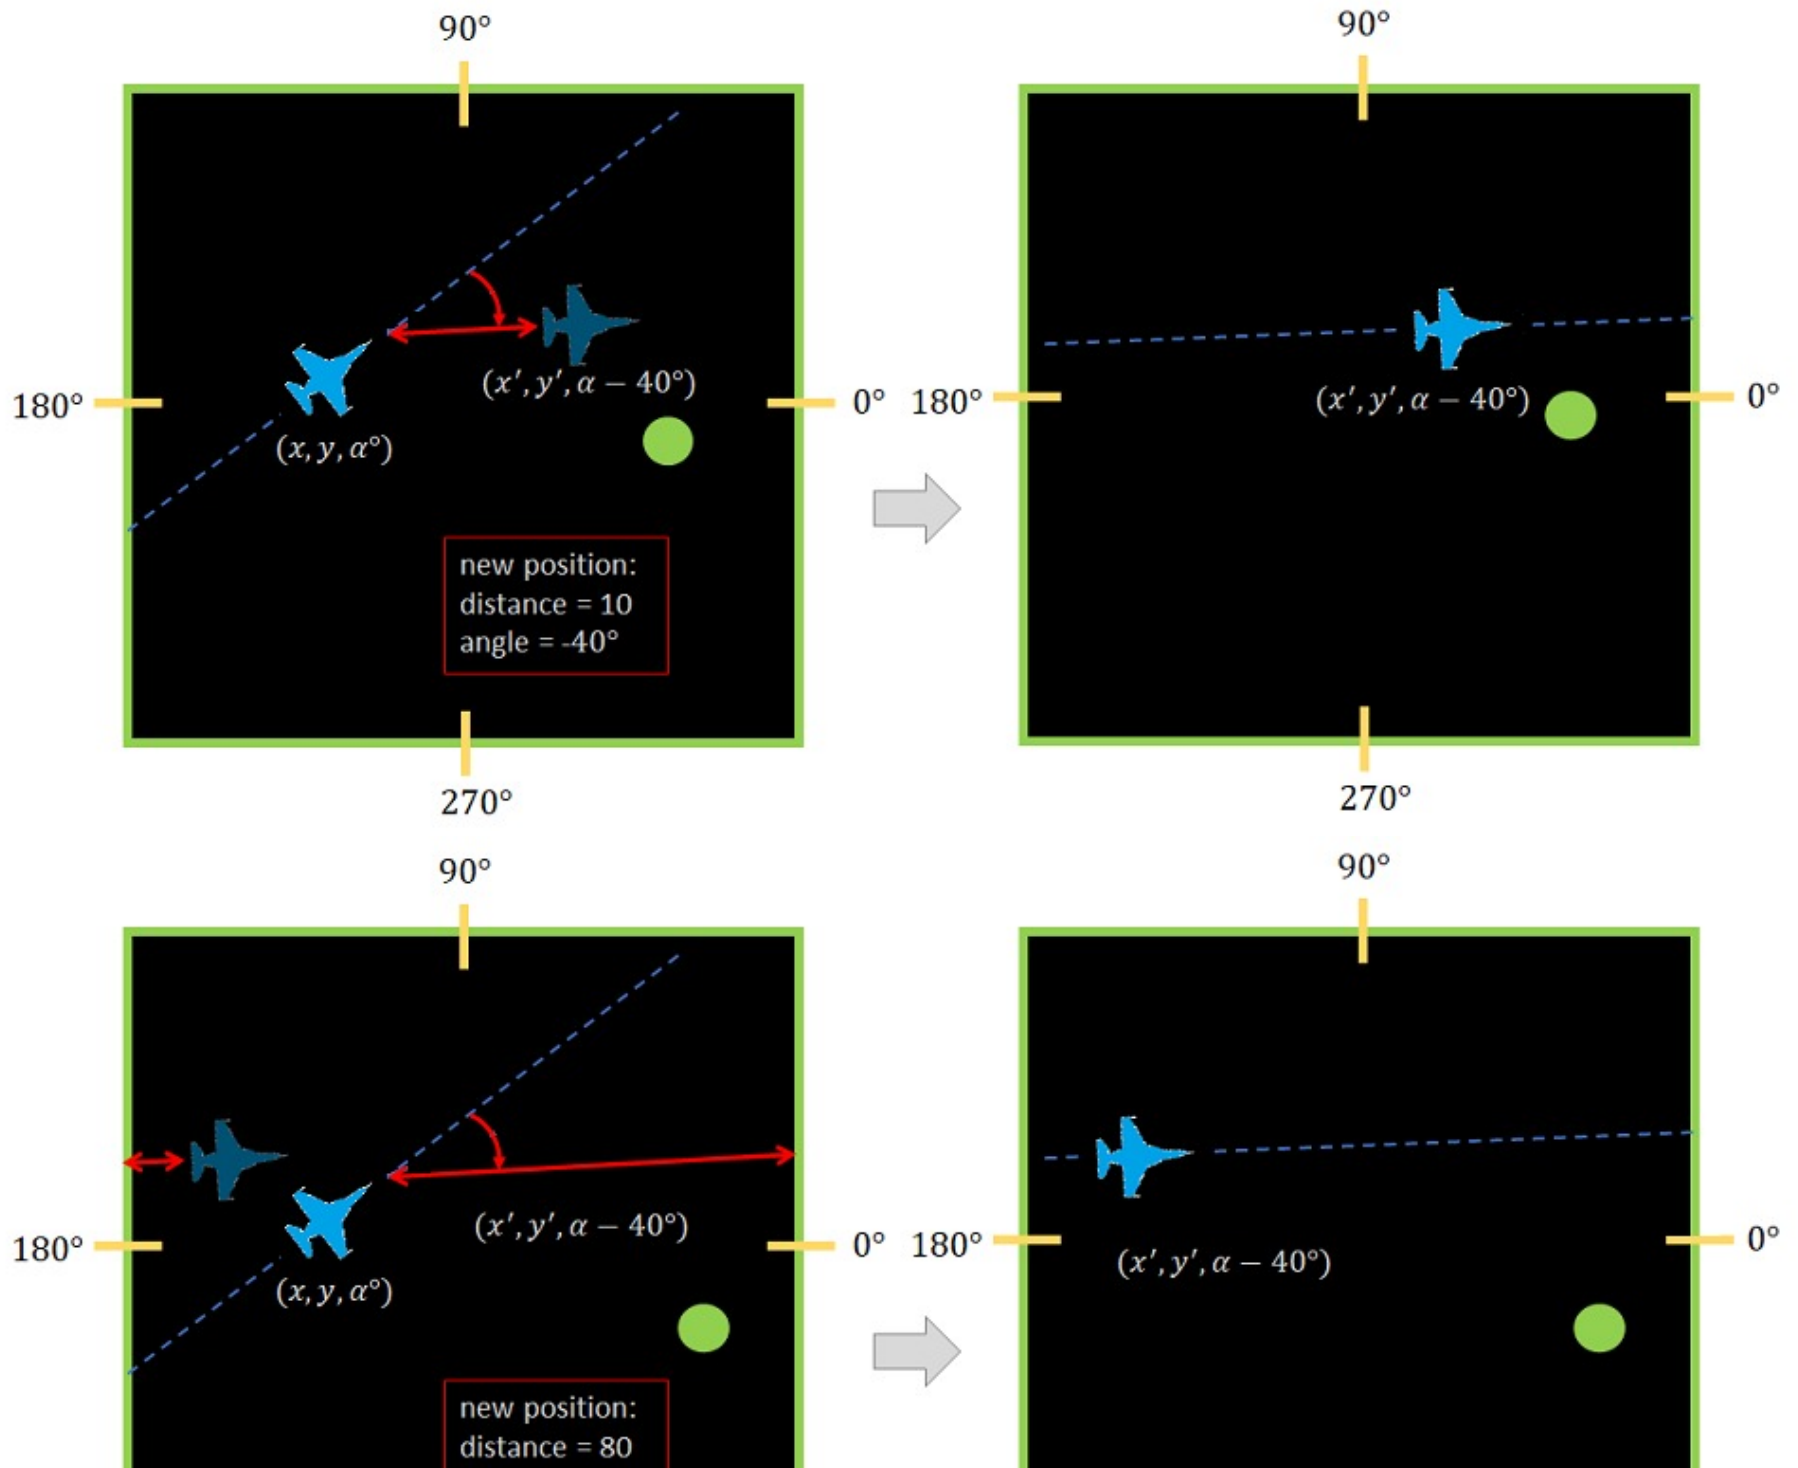 90°
90°
(x′, y′, α − 40°)
(x′, y′, α − 40°)
180°
0°
180°
0°
(x, y, α°)
new position:
distance = 10
angle = -40°
270°
270°
90°
90°
(x′, y′, α − 40°)
180°
0°
180°
0°
(x′, y′, α − 40°)
(x, y, α°)
new position:
distance = 80